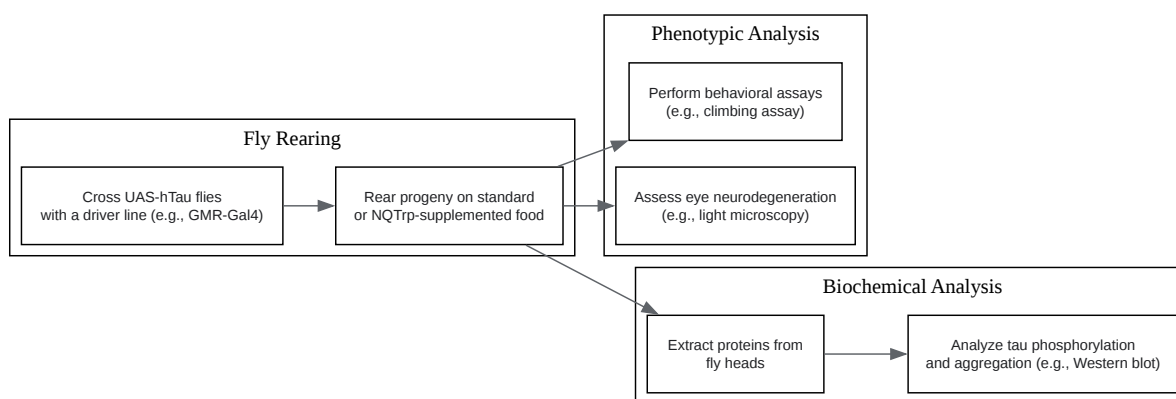 Fly Rearing
Cross UAS-hTau flies
with a driver line (e.g., GMR-Gal4)
Rear progeny on standard
or NQTrp-supplemented food
Phenotypic Analysis
Perform behavioral assays
(e.g., climbing assay)
Assess eye neurodegeneration
(e.g., light microscopy)
Biochemical Analysis
Extract proteins from
fly heads
Analyze tau phosphorylation
and aggregation (e.g., Western blot)